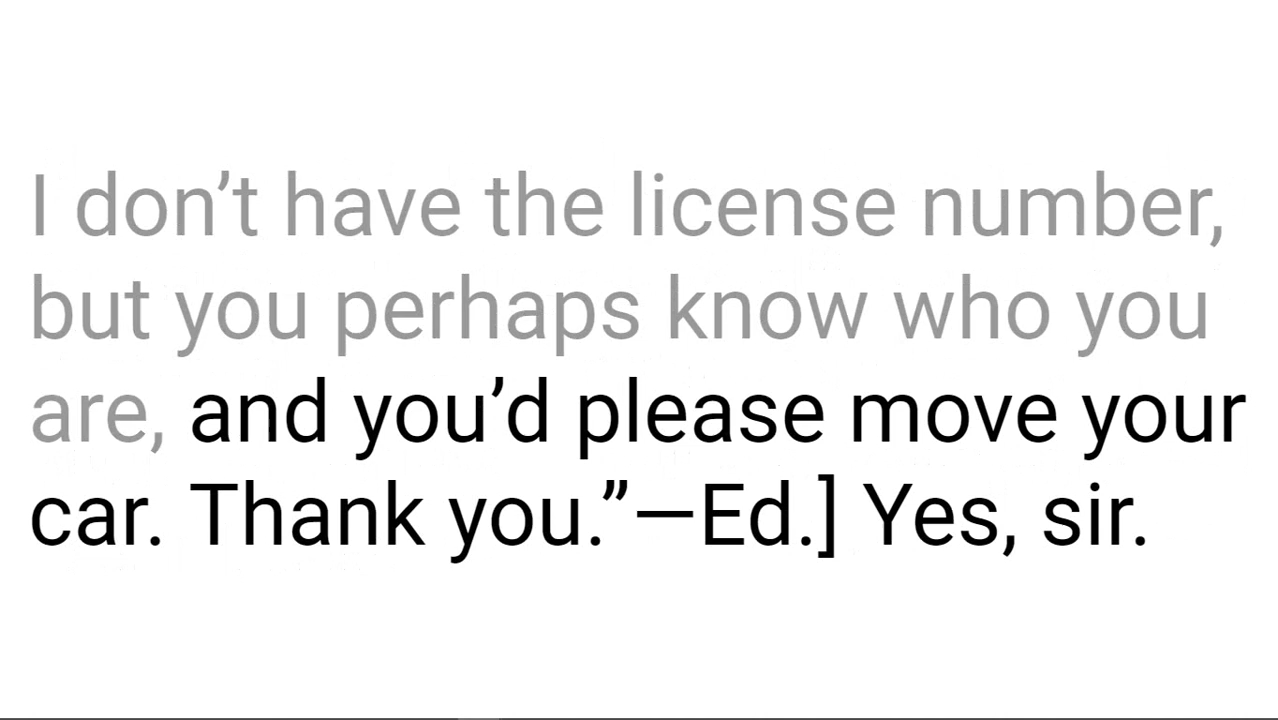 I don’t have the license number,
but you perhaps know who you
are, and you’d please move your
car. Thank you.”—Ed.] Yes, sir.